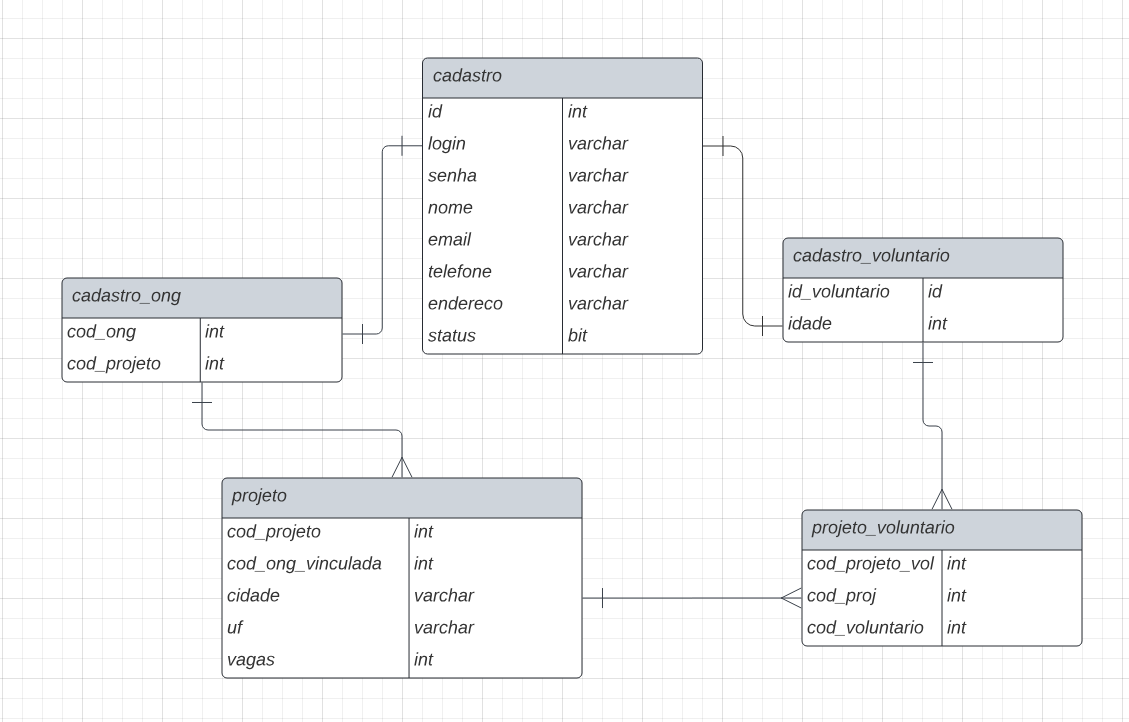 cadastro
id int
login varchar
senha varchar
nome varchar
email varchar
telefone varchar
endereco varchar
status bit
cadastro_voluntario
id_voluntario id
idade int
cadastro_ong
cod_ong int
cod_projeto int
projeto
cod_projeto int
cod_ong_vinculada int
cidade varchar
uf varchar
vagas int
projeto_voluntario
cod_projeto_vol int
cod_proj int
cod_voluntario int